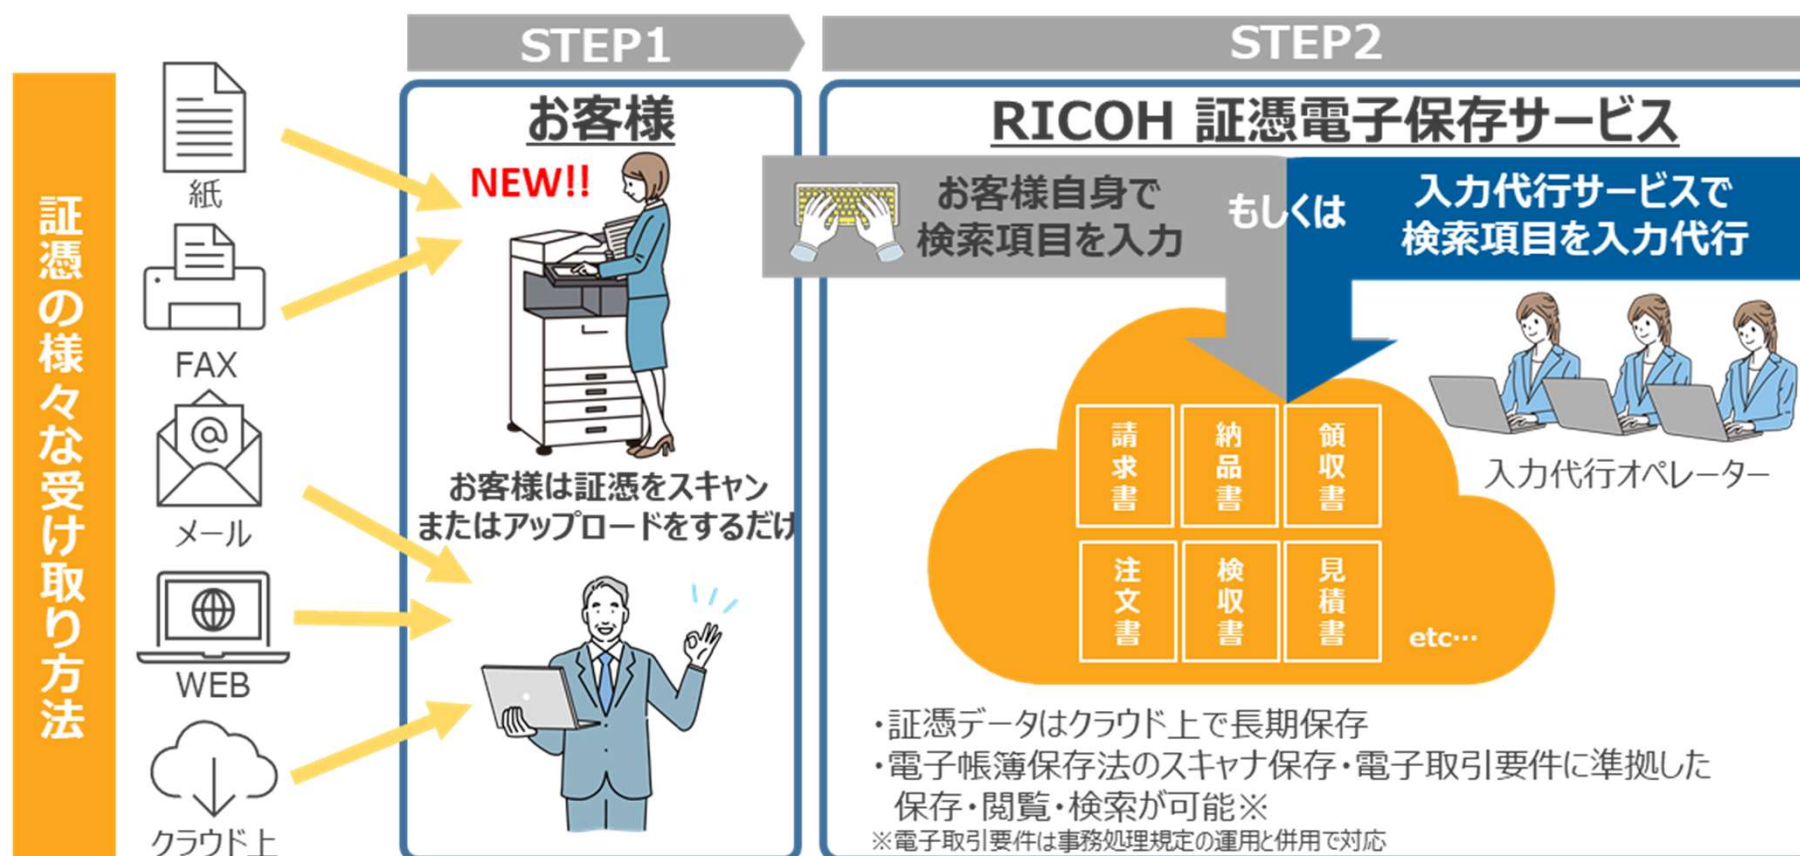 STEP1
STEP2
証憑の様々な受け取り方法
紙
FAX
メール
WEB
クラウド上
お客様
NEW!!
お客様は証憑をスキャン
またはアップロードをするだけ
RICOH 証憑電子保存サービス
お客様自身で
検索項目を入力
もしくは
入力代行サービスで
検索項目を入力代行
請求書
納品書
領収書
注文書
検収書
見積書
etc…
入力代行オペレーター
・証憑データはクラウド上で長期保存
・電子帳簿保存法のスキャナ保存・電子取引要件に準拠した
保存・閲覧・検索が可能※
※電子取引要件は事務処理規定の運用と併用で対応